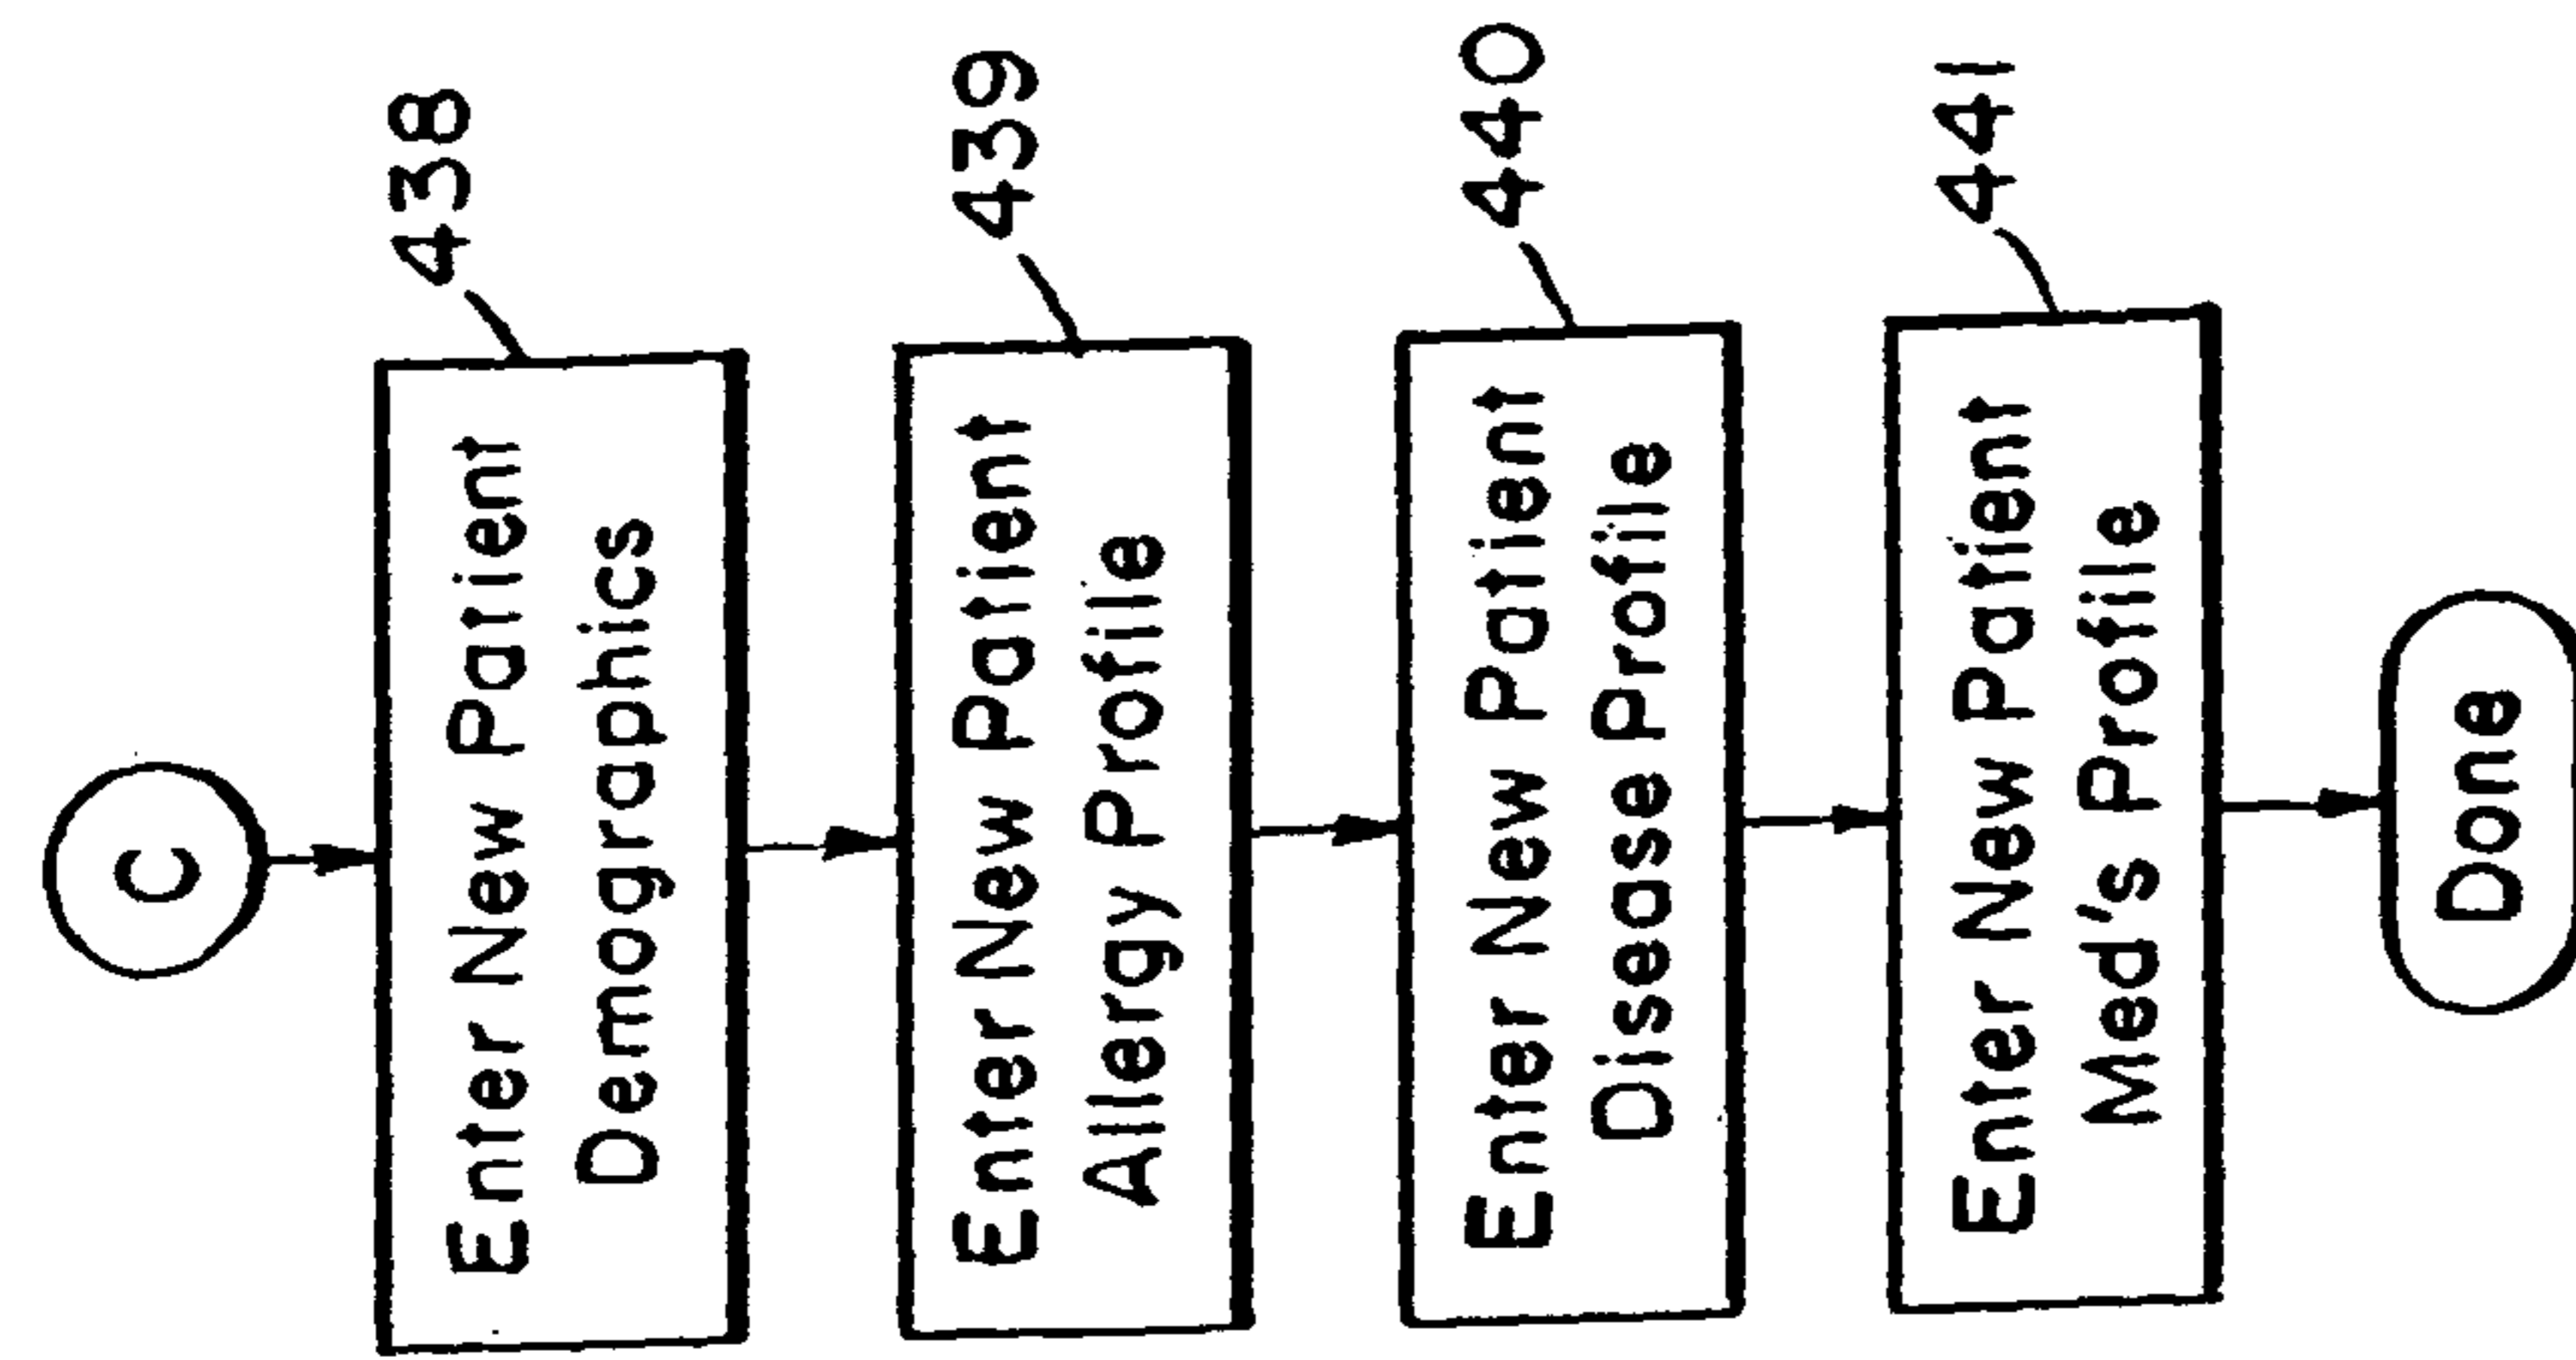 C
438
Enter New Patient
Demographics
439
Enter New Patient
Allergy Profile
440
Enter New Patient
Disease Profile
441
Enter New Patient
Med's Profile
Done